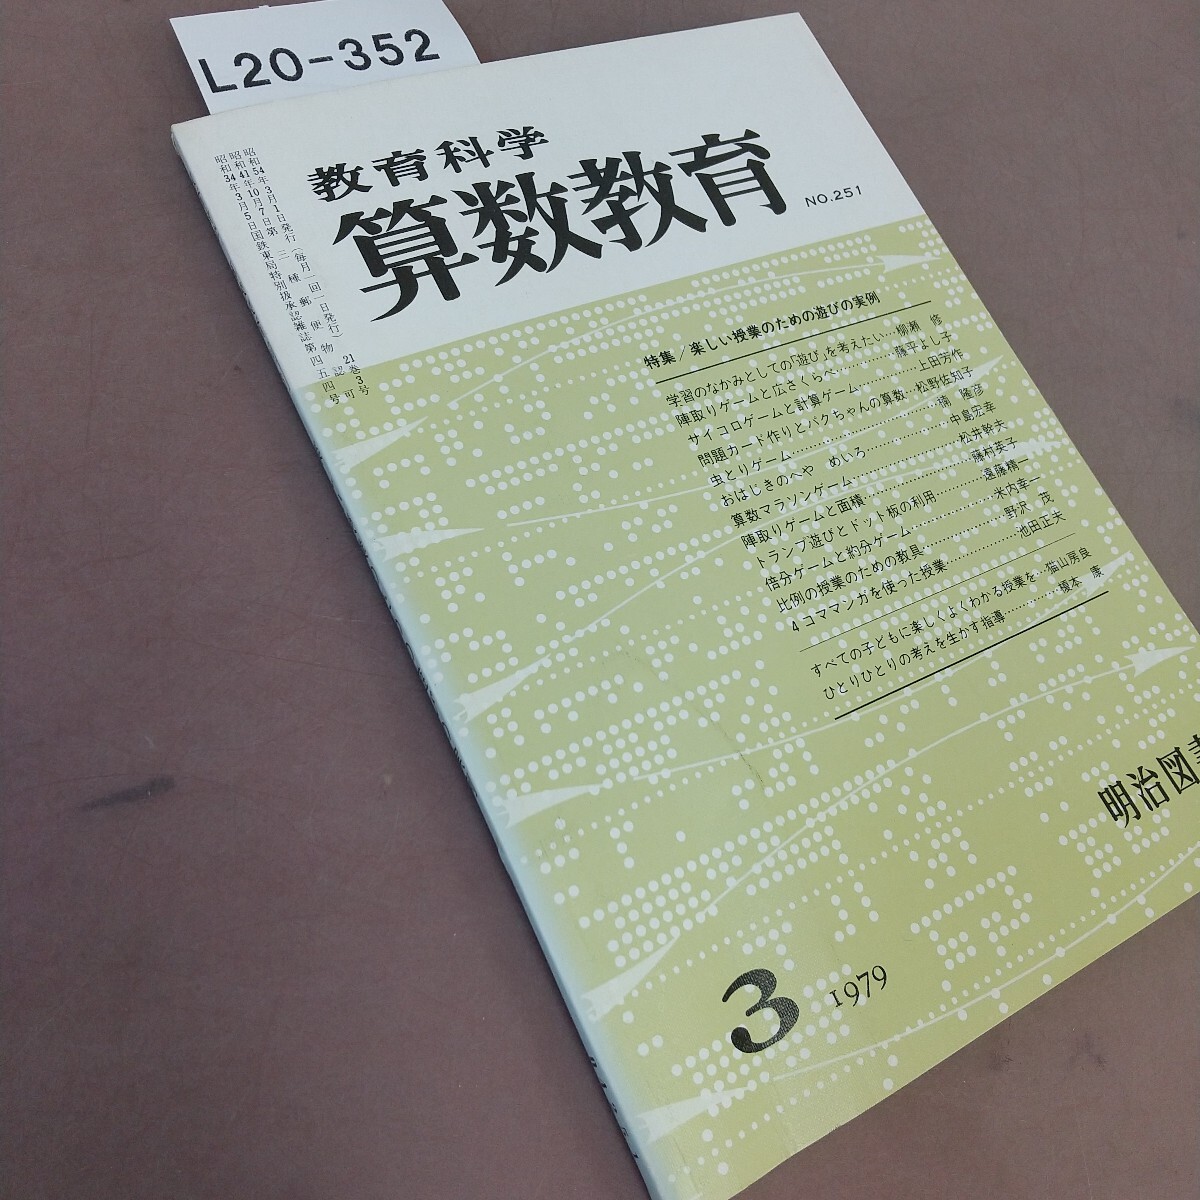 L20-352
教育科学
算数教育
NO.251
昭和54年3月1日発行(毎月一回一日発行) 21巻3号
昭和41年10月7日第三種郵便物認可
昭和34年3月5日国鉄東局特別扱承認雑誌第四五四号
特集/楽しい授業のための遊びの実例
学習のなかみとしての「遊び」を考えたい…柳瀬 修
陣取りゲームと広さくらべ…………藤平よし子
サイコロゲームと計算ゲーム…………上田芳作
問題カード作りとパクちゃんの算数…松野佐知子
虫とりゲーム…………楠 隆彦
おはじきのへや めいろ…………中島宏幸
算数マラソンゲーム…………松井幹夫
陣取りゲームと面積…………藤村英子
トランプ遊びとドット板の利用…………遠藤精一
倍分ゲームと約分ゲーム…………米内幸一
比例の授業のための教具…………野沢 茂
4コママンガを使った授業…………池田正夫
すべての子どもに楽しくよくわかる授業を…猫山房良
ひとりひとりの考えを生かす指導…………榎本 康
明治図書
3
1979